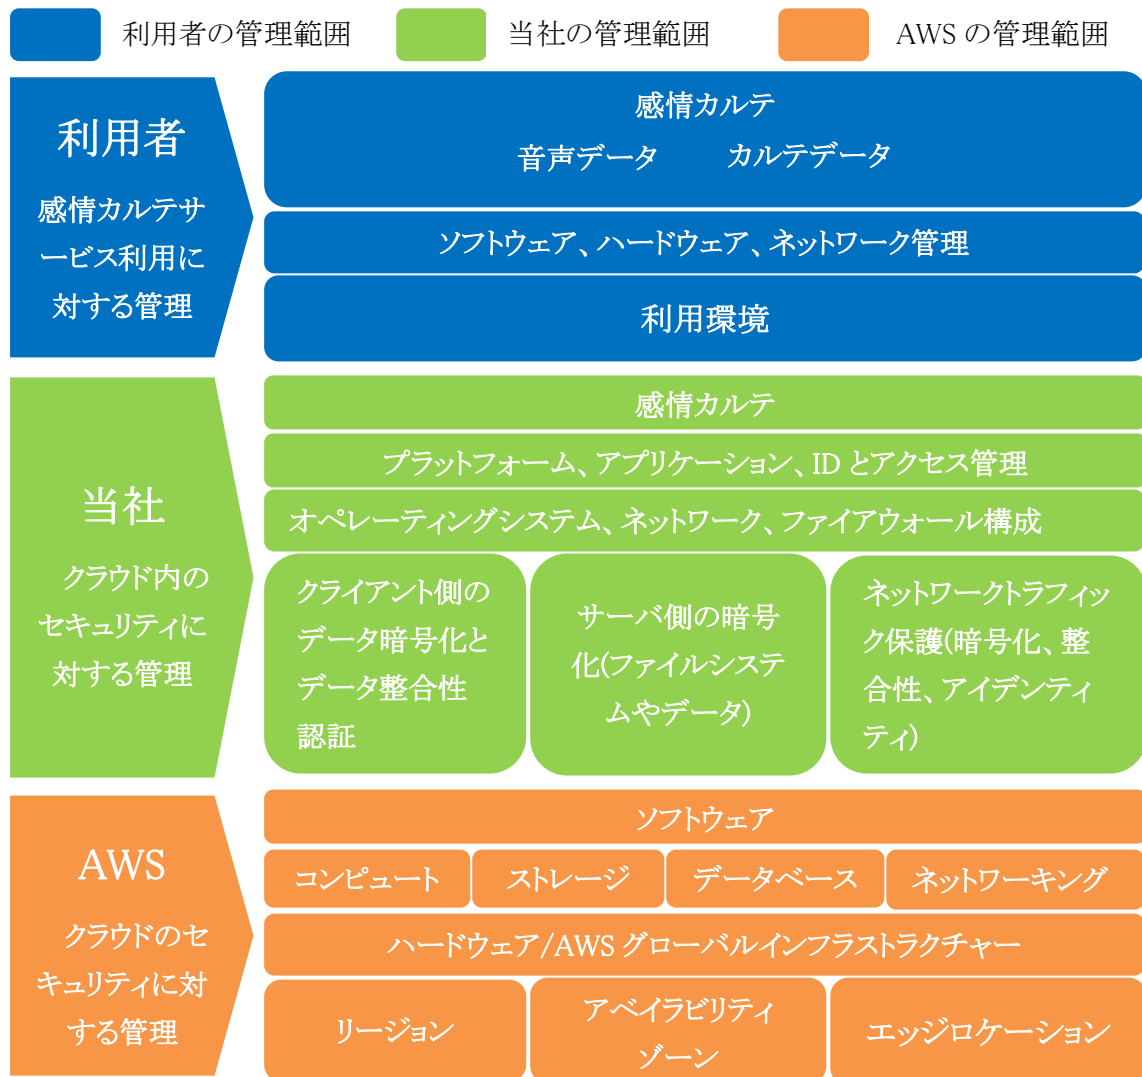 利用者の管理範囲
当社の管理範囲
AWS の管理範囲
利用者
感情カルテサ
ービス利用に
対する管理
感情カルテ
音声データ カルテデータ
ソフトウェア、ハードウェア、ネットワーク管理
利用環境
当社
クラウド内の
セキュリティに
対する管理
感情カルテ
プラットフォーム、アプリケーション、ID とアクセス管理
オペレーティングシステム、ネットワーク、ファイアウォール構成
クライアント側の
データ暗号化と
データ整合性
認証
サーバ側の暗号
化(ファイルシステ
ムやデータ)
ネットワークトラフィッ
ク保護(暗号化、整
合性、アイデンティ
ティ)
AWS
クラウドのセ
キュリティに対
する管理
ソフトウェア
コンピュート
ストレージ
データベース
ネットワーキング
ハードウェア/AWS グローバルインフラストラクチャー
リージョン
アベイラビリティ
ゾーン
エッジロケーション